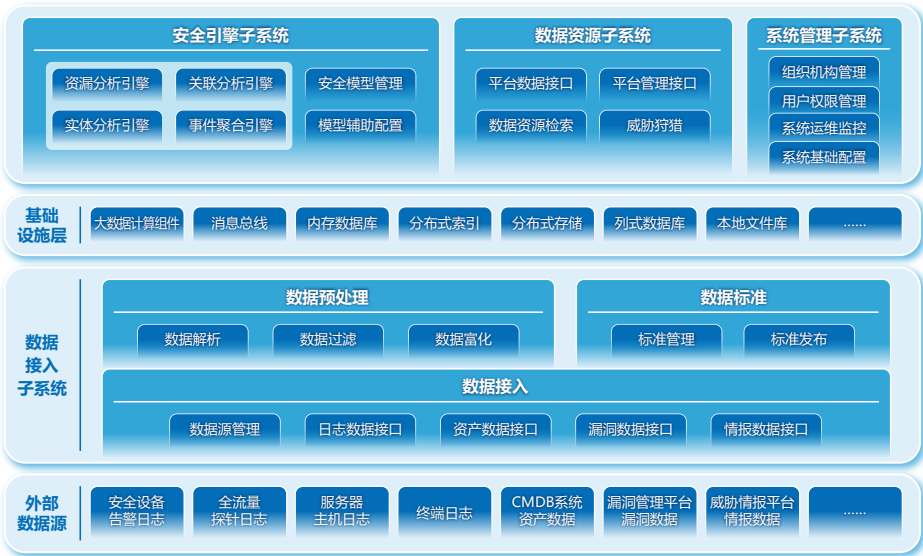 安全引擎子系统
资漏分析引擎
关联分析引擎
安全模型管理
实体分析引擎
事件聚合引擎
模型辅助配置
数据资源子系统
平台数据接口
平台管理接口
数据资源检索
威胁狩猎
系统管理子系统
组织机构管理
用户权限管理
系统运维监控
系统基础配置
基础
设施层
大数据计算组件
消息总线
内存数据库
分布式索引
分布式存储
列式数据库
本地文件库
......
数据
接入
子系统
数据预处理
数据解析
数据过滤
数据富化
数据标准
标准管理
标准发布
数据接入
数据源管理
日志数据接口
资产数据接口
漏洞数据接口
情报数据接口
外部
数据源
安全设备
告警日志
全流量
探针日志
服务器
主机日志
终端日志
CMDB系统
资产数据
漏洞管理平台
漏洞数据
威胁情报平台
情报数据
......